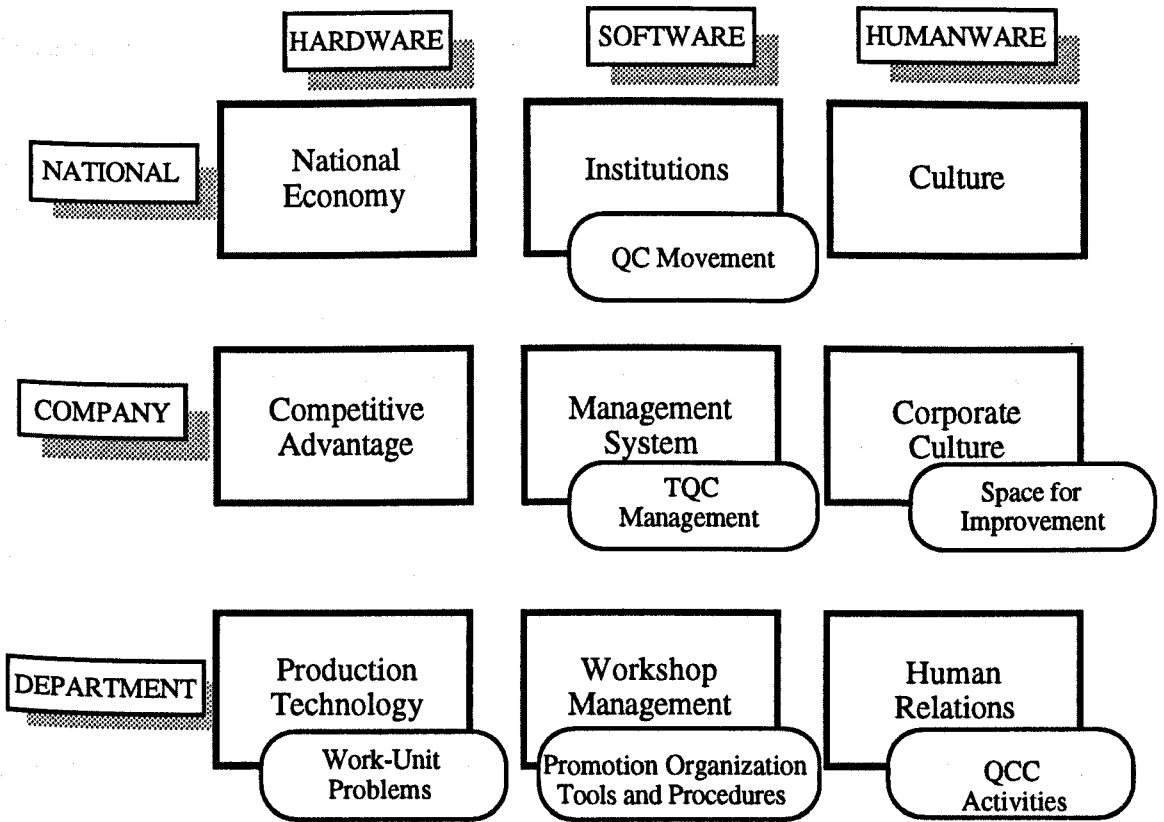 HARDWARE
SOFTWARE
HUMANWARE
NATIONAL
National
Economy
Institutions
QC Movement
Culture
COMPANY
Competitive
Advantage
Management
System
TQC
Management
Corporate
Culture
Space for
Improvement
DEPARTMENT
Production
Technology
Work-Unit
Problems
Workshop
Management
Promotion Organization
Tools and Procedures
Human
Relations
QCC
Activities